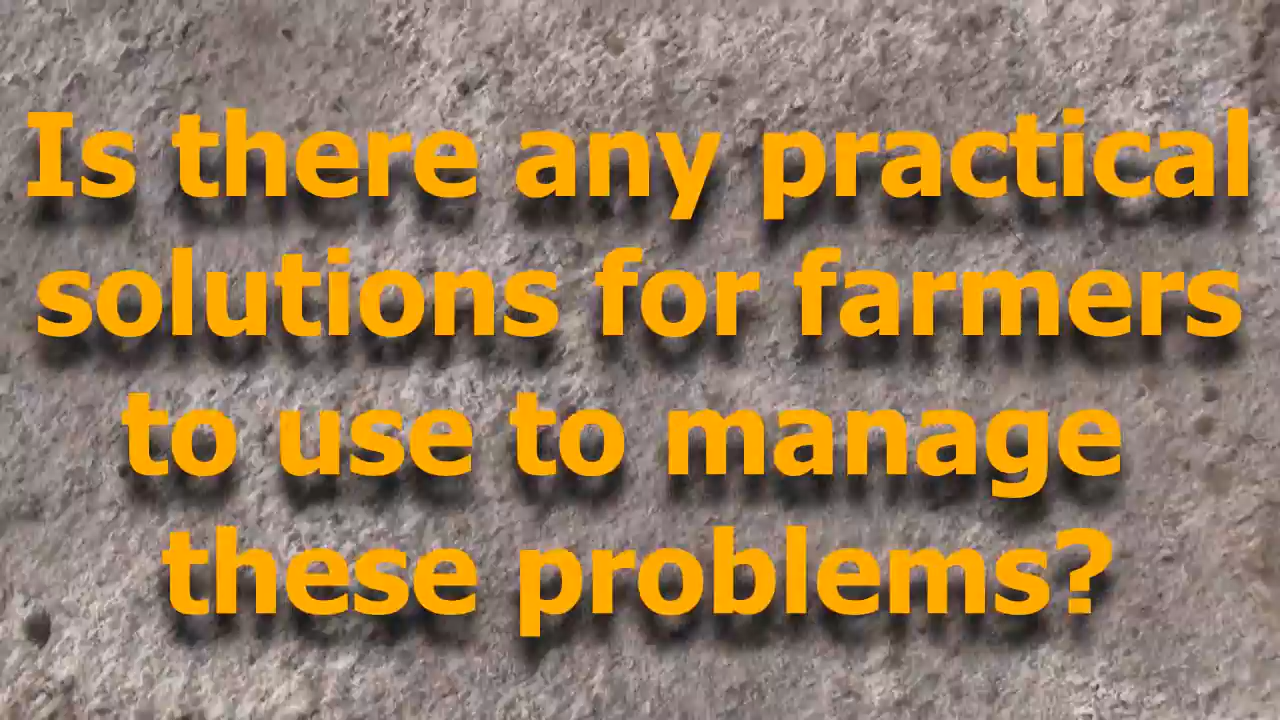 Is there any practical
solutions for farmers
to use to manage
these problems?